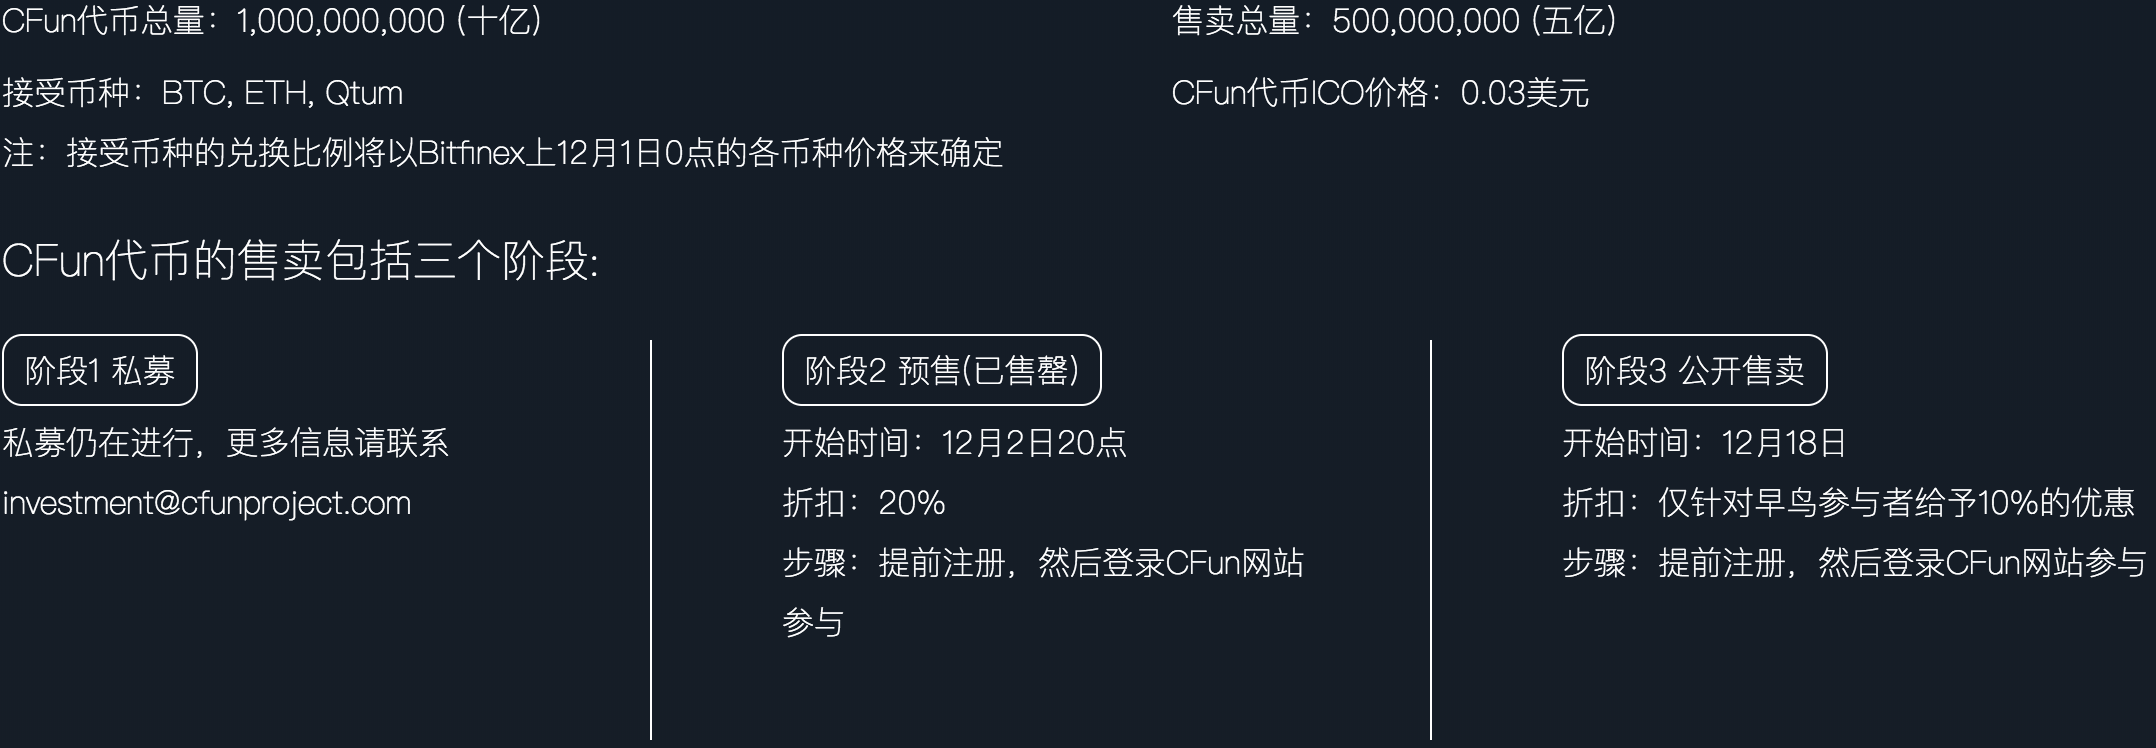 CFun代币总量：1,000,000,000 (十亿)
售卖总量：500,000,000 (五亿)
接受币种：BTC, ETH, Qtum
CFun代币ICO价格：0.03美元
注：接受币种的兑换比例将以Bitfinex上12月1日0点的各币种价格来确定
CFun代币的售卖包括三个阶段:
阶段1 私募
私募仍在进行，更多信息请联系
investment@cfunproject.com
阶段2 预售(已售罄)
开始时间：12月2日20点
折扣：20%
步骤：提前注册，然后登录CFun网站
参与
阶段3 公开售卖
开始时间：12月18日
折扣：仅针对早鸟参与者给予10%的优惠
步骤：提前注册，然后登录CFun网站参与